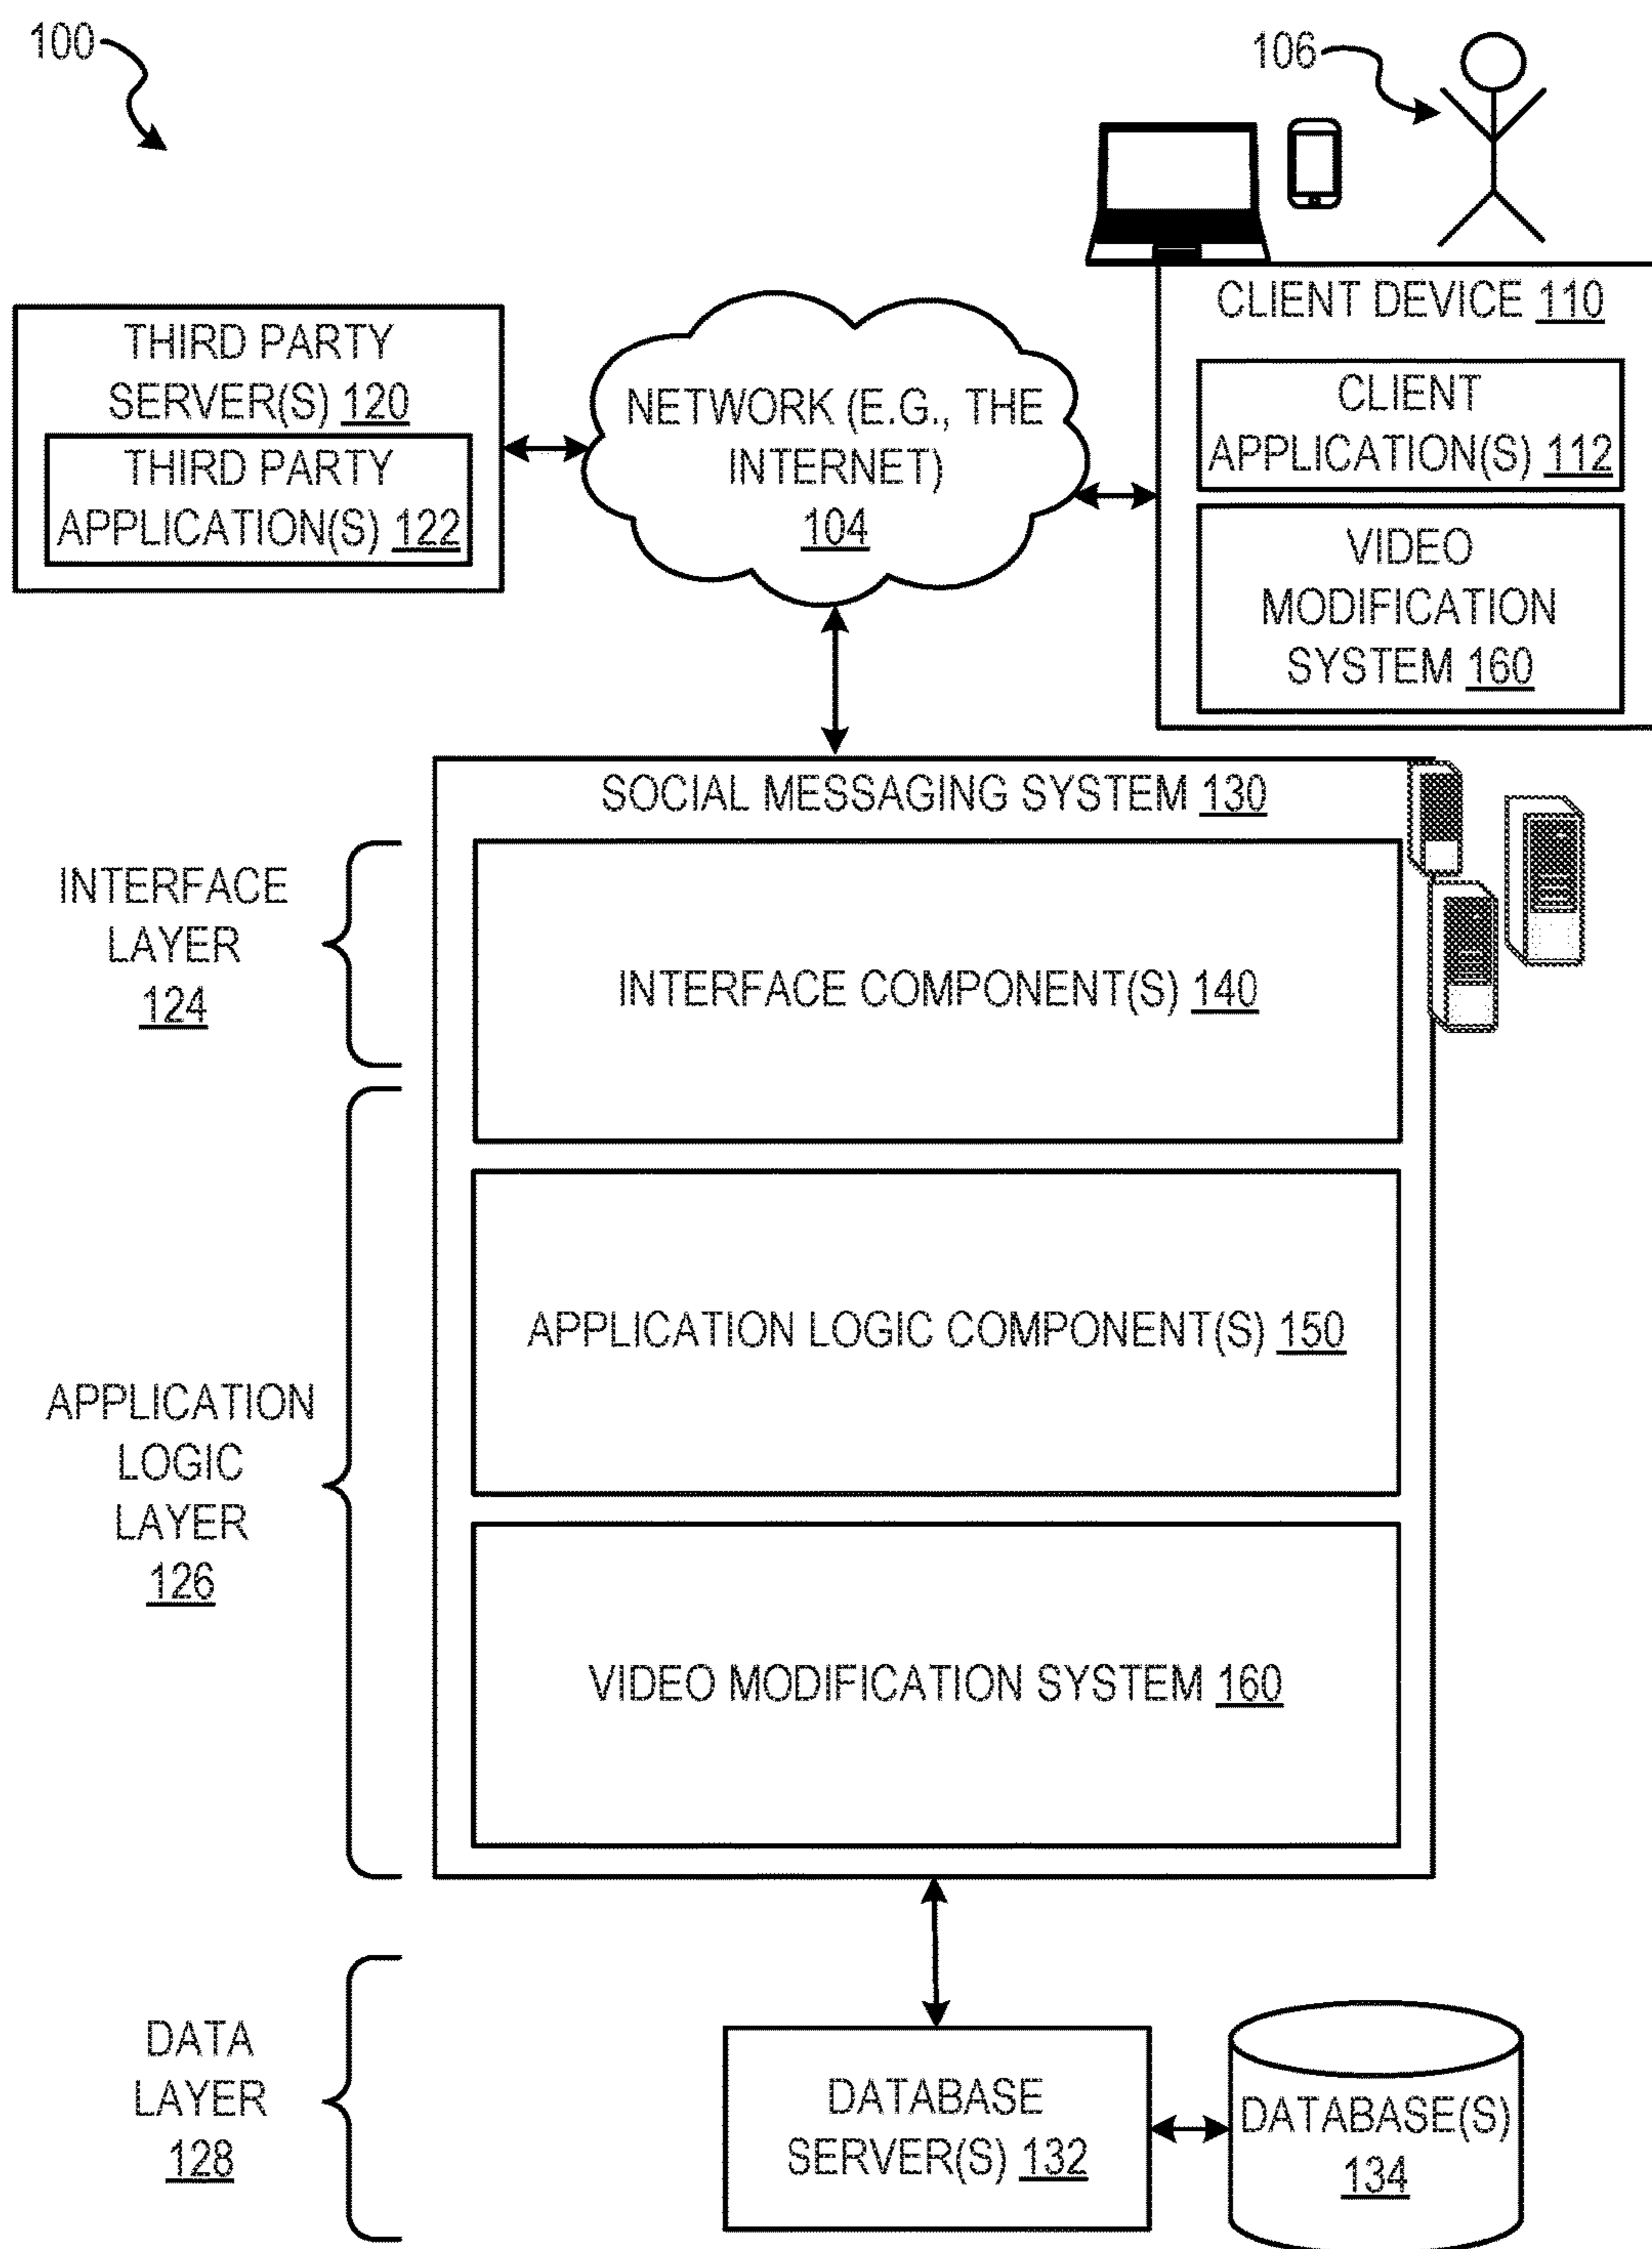 100
106
CLIENT DEVICE 110
CLIENT
APPLICATION(S) 112
VIDEO
MODIFICATION
SYSTEM 160
THIRD PARTY
SERVER(S) 120
THIRD PARTY
APPLICATION(S) 122
NETWORK (E.G., THE
INTERNET)
104
SOCIAL MESSAGING SYSTEM 130
INTERFACE
LAYER
124
INTERFACE COMPONENT(S) 140
APPLICATION LOGIC COMPONENT(S) 150
APPLICATION
LOGIC
LAYER
126
VIDEO MODIFICATION SYSTEM 160
DATA
LAYER
128
DATABASE
SERVER(S) 132
DATABASE(S)
134